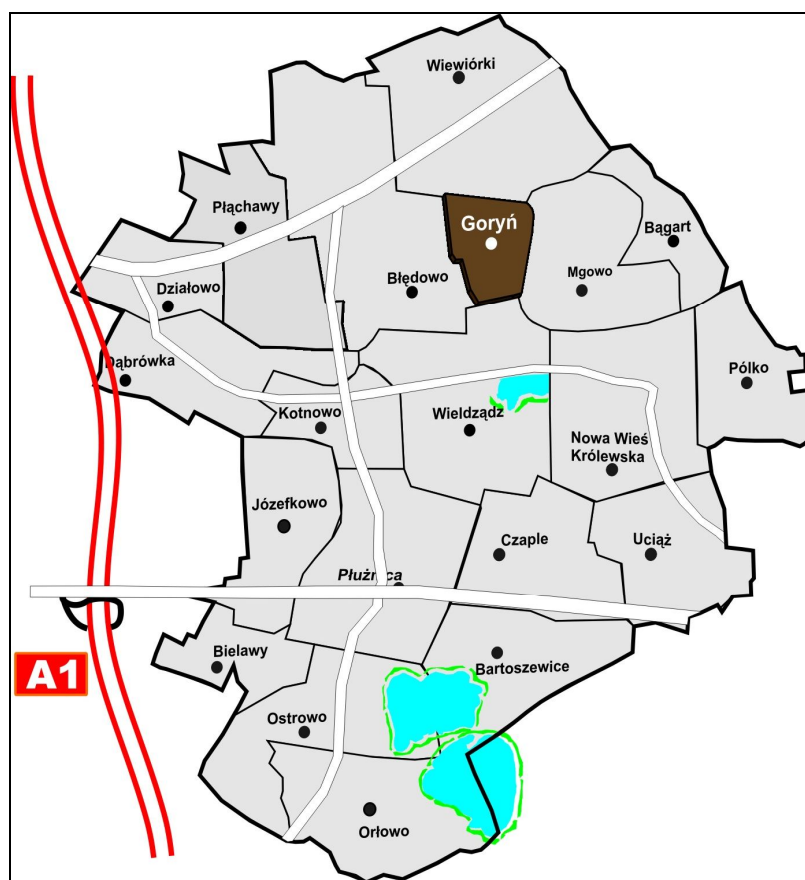 Wiewiórki
Płąchawy
Goryń
Bągart
Mgowo
Działowo
Błędowo
Dąbrówka
Pólko
Kotnowo
Wieldządz
Nowa Wieś
Królewska
Józefkowo
Czaple
Uciąż
Płużnica
Bielawy
Bartoszewice
A1
Ostrowo
Orłowo